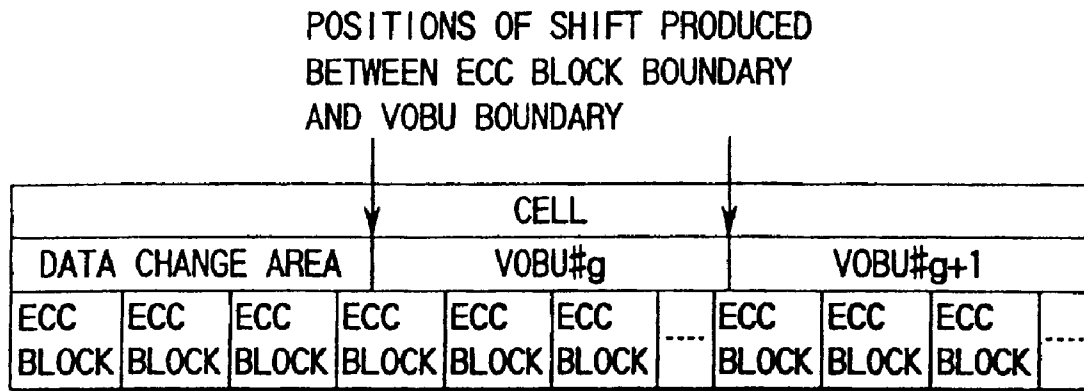 POSITIONS OF SHIFT PRODUCED
BETWEEN ECC BLOCK BOUNDARY
AND VOBU BOUNDARY
CELL
DATA CHANGE AREA VOBU#g VOBU#g+1
ECC ECC ECC ECC ECC ECC ECC ECC ECC
BLOCK BLOCK BLOCK BLOCK BLOCK BLOCK ..... BLOCK BLOCK BLOCK .....